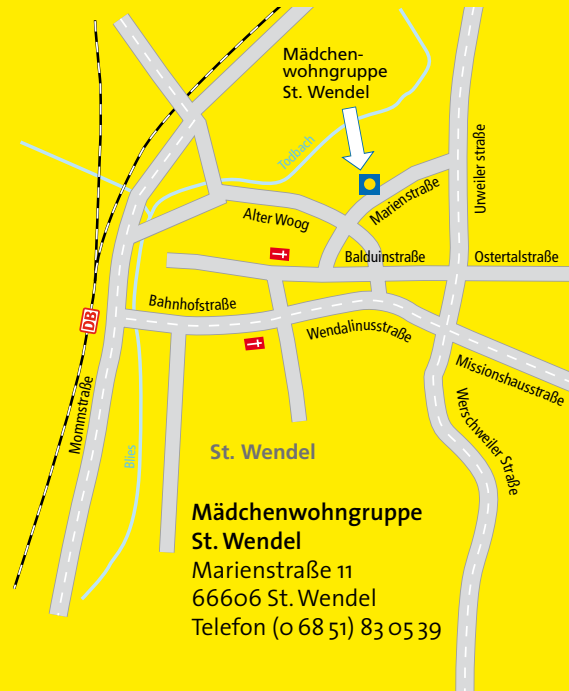 Mädchen-
wohngruppe
St. Wendel
Todbach
Urweiler straße
Marienstraße
Alter Woog
Balduinstraße
Ostertalstraße
Bahnhofstraße
Wendalinusstraße
DB
Missionshausstraße
Mommstraße
Werschweiler Straße
Blies
St. Wendel
Mädchenwohngruppe
St. Wendel
Marienstraße 11
66606 St. Wendel
Telefon (0 68 51) 83 05 39